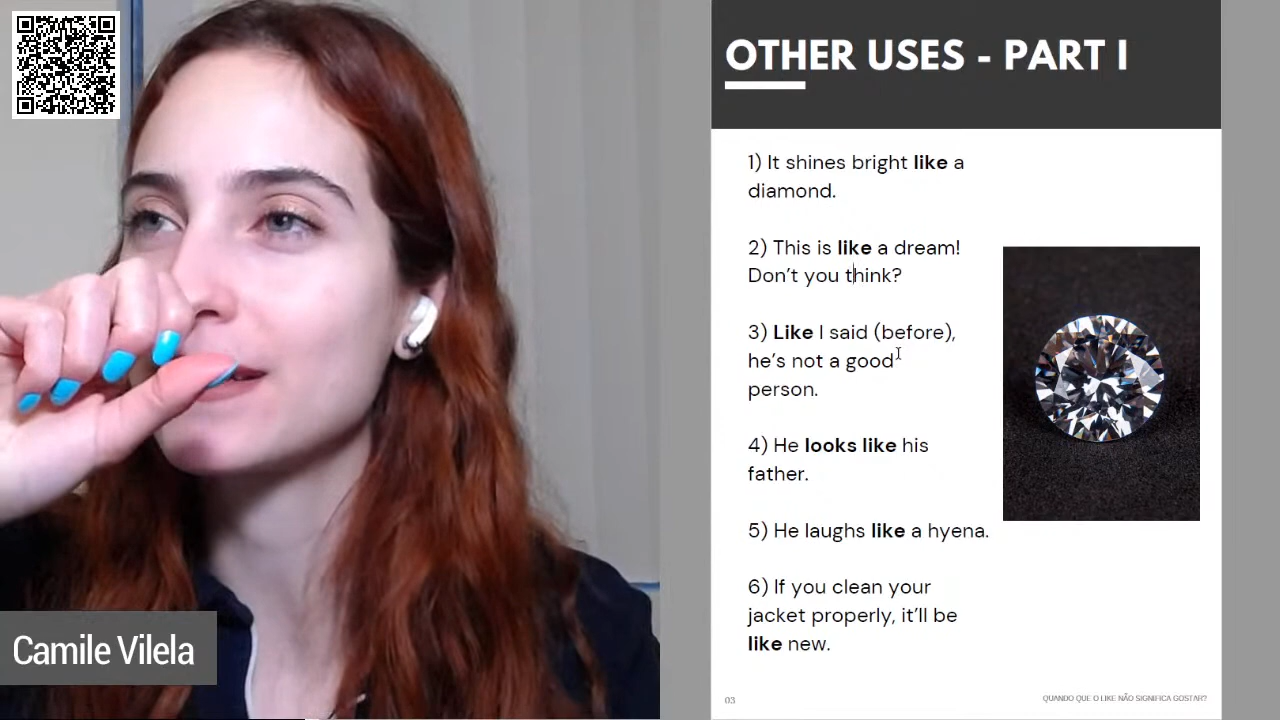 Camile Vilela
OTHER USES - PART I
1) It shines bright like a
diamond.
2) This is like a dream!
Don't you think?
3) Like I said (before),
he's not a good
person.
4) He looks like his
father.
5) He laughs like a hyena.
6) If you clean your
jacket properly, it'll be
like new.
03
QUANDO QUE O LIKE NÃO SIGNIFICA GOSTAR?